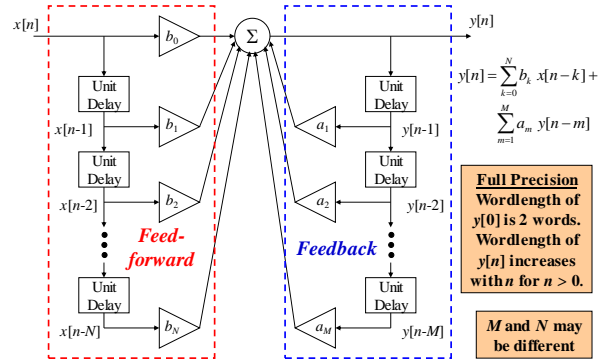 x[n]
b0
Σ
y[n]
y[n] = ∑_{k=0}^{N} b_k x[n−k] +
∑_{m=1}^{M} a_m y[n−m]
Unit
Delay
Unit
Delay
x[n-1]
b1
a1
y[n-1]
Unit
Delay
Unit
Delay
x[n-2]
b2
a2
y[n-2]
Feed-
forward
Feedback
Unit
Delay
Unit
Delay
x[n-N]
bN
aM
y[n-M]
Full Precision
Wordlength of
y[0] is 2 words.
Wordlength of
y[n] increases
with n for n > 0.
M and N may
be different